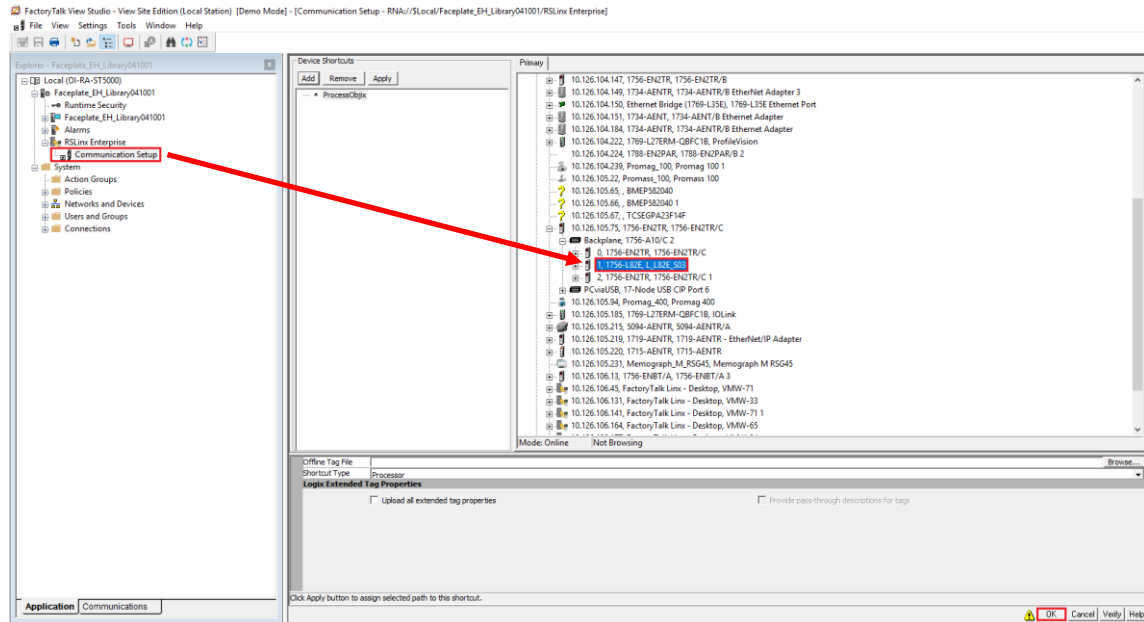 FactoryTalk View Studio - View Site Edition (Local Station) [Demo Mode] - [Communication Setup - RNA://$Local/Faceplate_EH_Library041001/RSLinx Enterprise]
File View Settings Tools Window Help
Explorer - Faceplate_EH_Library041001
Local (OI-RA-ST5000)
Faceplate_EH_Library041001
Runtime Security
Faceplate_EH_Library041001
Alarms
RSLinx Enterprise
Communication Setup
System
Action Groups
Policies
Networks and Devices
Users and Groups
Connections
Application Communications
Device Shortcuts
Add Remove Apply
ProcessObjix
Primary
10.126.104.147, 1756-EN2TR, 1756-EN2TR/B
10.126.104.149, 1734-AENTR, 1734-AENTR/B EtherNet Adapter 3
10.126.104.150, Ethernet Bridge (1769-L35E), 1769-L35E Ethernet Port
10.126.104.151, 1734-AENT, 1734-AENT/B Ethernet Adapter
10.126.104.184, 1734-AENTR, 1734-AENTR/B Ethernet Adapter
10.126.104.222, 1769-L27ERM-QBFC1B, ProfileVision
10.126.104.224, 1788-EN2PAR, 1788-EN2PAR/B 2
10.126.104.239, Promag_100, Promag 100 1
10.126.105.22, Promass_100, Promass 100
10.126.105.65, , BMEP582040
10.126.105.66, , BMEP582040 1
10.126.105.67, , TCSEGPA23F14F
10.126.105.75, 1756-EN2TR, 1756-EN2TR/C
Backplane, 1756-A10/C 2
0, 1756-EN2TR, 1756-EN2TR/C
1, 1756-L82E, L_L82E_S03
2, 1756-EN2TR, 1756-EN2TR/C 1
PCviaUSB, 17-Node USB CIP Port 6
10.126.105.94, Promag_400, Promag 400
10.126.105.185, 1769-L27ERM-QBFC1B, IOLink
10.126.105.215, 5094-AENTR, 5094-AENTR/A
10.126.105.219, 1719-AENTR, 1719-AENTR - EtherNet/IP Adapter
10.126.105.220, 1715-AENTR, 1715-AENTR
10.126.105.231, Memograph_M_RSG45, Memograph M RSG45
10.126.106.13, 1756-ENBT/A, 1756-ENBT/A 3
10.126.106.45, FactoryTalk Linx - Desktop, VMW-71
10.126.106.131, FactoryTalk Linx - Desktop, VMW-33
10.126.106.141, FactoryTalk Linx - Desktop, VMW-71 1
10.126.106.164, FactoryTalk Linx - Desktop, VMW-65
Mode: Online Not Browsing
Offline Tag File Browse...
Shortcut Type Processor
Logix Extended Tag Properties
Upload all extended tag properties Provide pass-through descriptions for tags
Click Apply button to assign selected path to this shortcut.
OK Cancel Verify Help